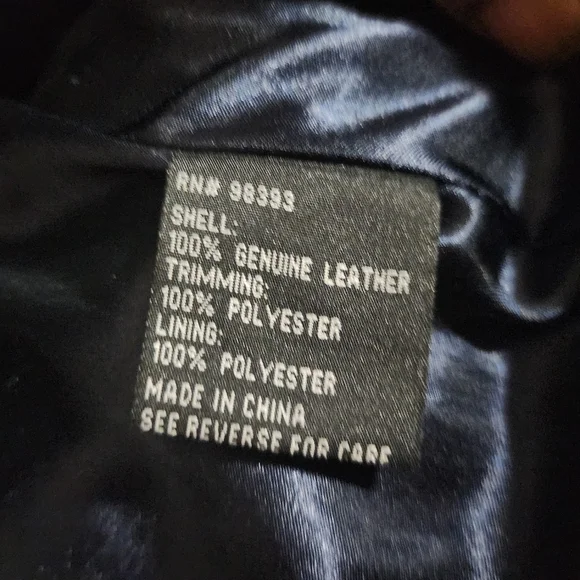 RN# 98393
SHELL:
100% GENUINE LEATHER
TRIMMING:
100% POLYESTER
LINING:
100% POLYESTER
MADE IN CHINA
SEE REVERSE FOR CARE